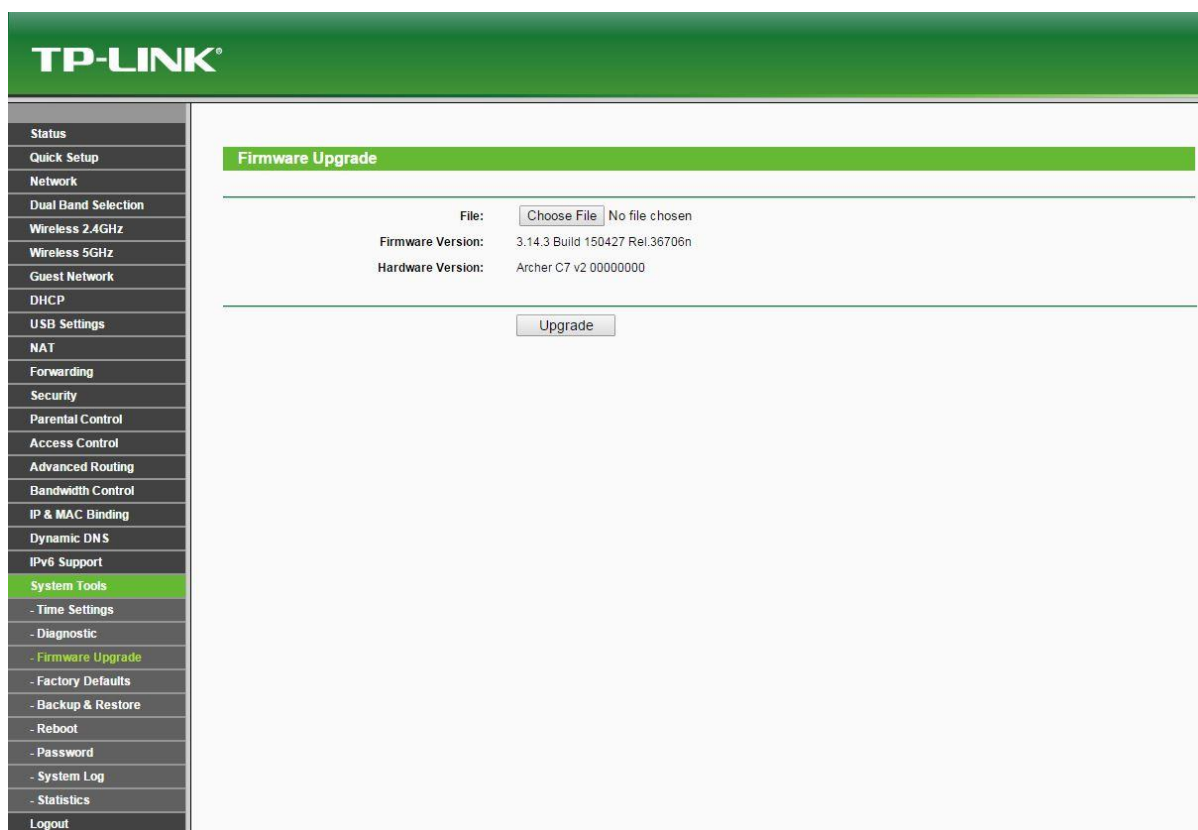 TP-LINK®
Status
Quick Setup
Network
Dual Band Selection
Wireless 2.4GHz
Wireless 5GHz
Guest Network
DHCP
USB Settings
NAT
Forwarding
Security
Parental Control
Access Control
Advanced Routing
Bandwidth Control
IP & MAC Binding
Dynamic DNS
IPv6 Support
System Tools
- Time Settings
- Diagnostic
- Firmware Upgrade
- Factory Defaults
- Backup & Restore
- Reboot
- Password
- System Log
- Statistics
Logout
Firmware Upgrade
File: Choose File No file chosen
Firmware Version: 3.14.3 Build 150427 Rel.36706n
Hardware Version: Archer C7 v2 00000000
Upgrade